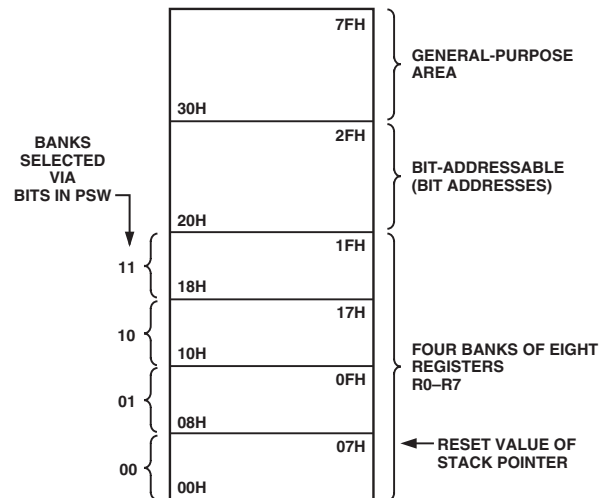 7FH
GENERAL-PURPOSE
AREA
30H
BANKS
SELECTED
VIA
BITS IN PSW
2FH
BIT-ADDRESSABLE
(BIT ADDRESSES)
20H
11
1FH
18H
10
17H
10H
FOUR BANKS OF EIGHT
REGISTERS
R0–R7
01
0FH
08H
00
07H
00H
RESET VALUE OF
STACK POINTER